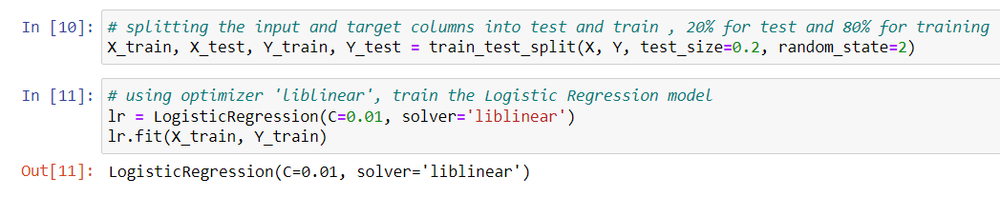 In [10]: # splitting the input and target columns into test and train , 20% for test and 80% for training
X_train, X_test, Y_train, Y_test = train_test_split(X, Y, test_size=0.2, random_state=2)
In [11]: # using optimizer 'liblinear', train the Logistic Regression model
lr = LogisticRegression(C=0.01, solver='liblinear')
lr.fit(X_train, Y_train)
Out[11]: LogisticRegression(C=0.01, solver='liblinear')